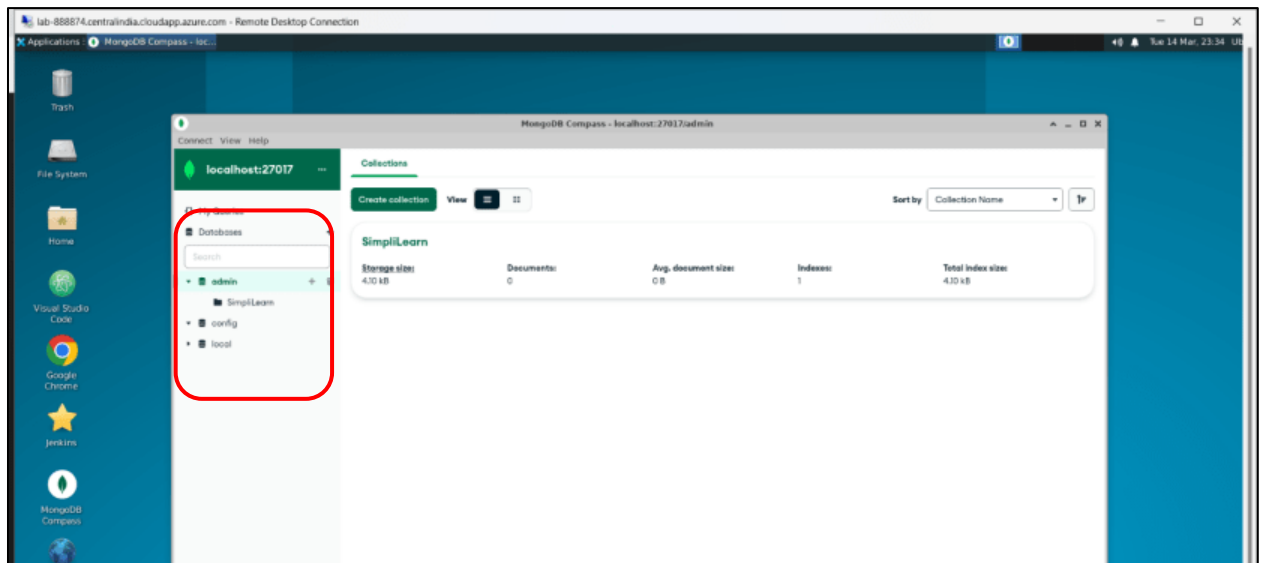 lab-888874.centralindia.cloudapp.azure.com - Remote Desktop Connection
Applications : MongoDB Compass - loc... Tue 14 Mar, 23:34 Ub
Trash
File System
Home
Visual Studio Code
Google Chrome
Jenkins
MongoDB Compass
MongoDB Compass - localhost:27017/admin
Connect View Help
localhost:27017 ...
My Queries
Databases
Search
admin
SimpliLearn
config
local
Collections
Create collection View Sort by Collection Name
SimpliLearn
Storage size: Documents: Avg. document size: Indexes: Total index size:
4.10 kB 0 0 B 1 4.10 kB